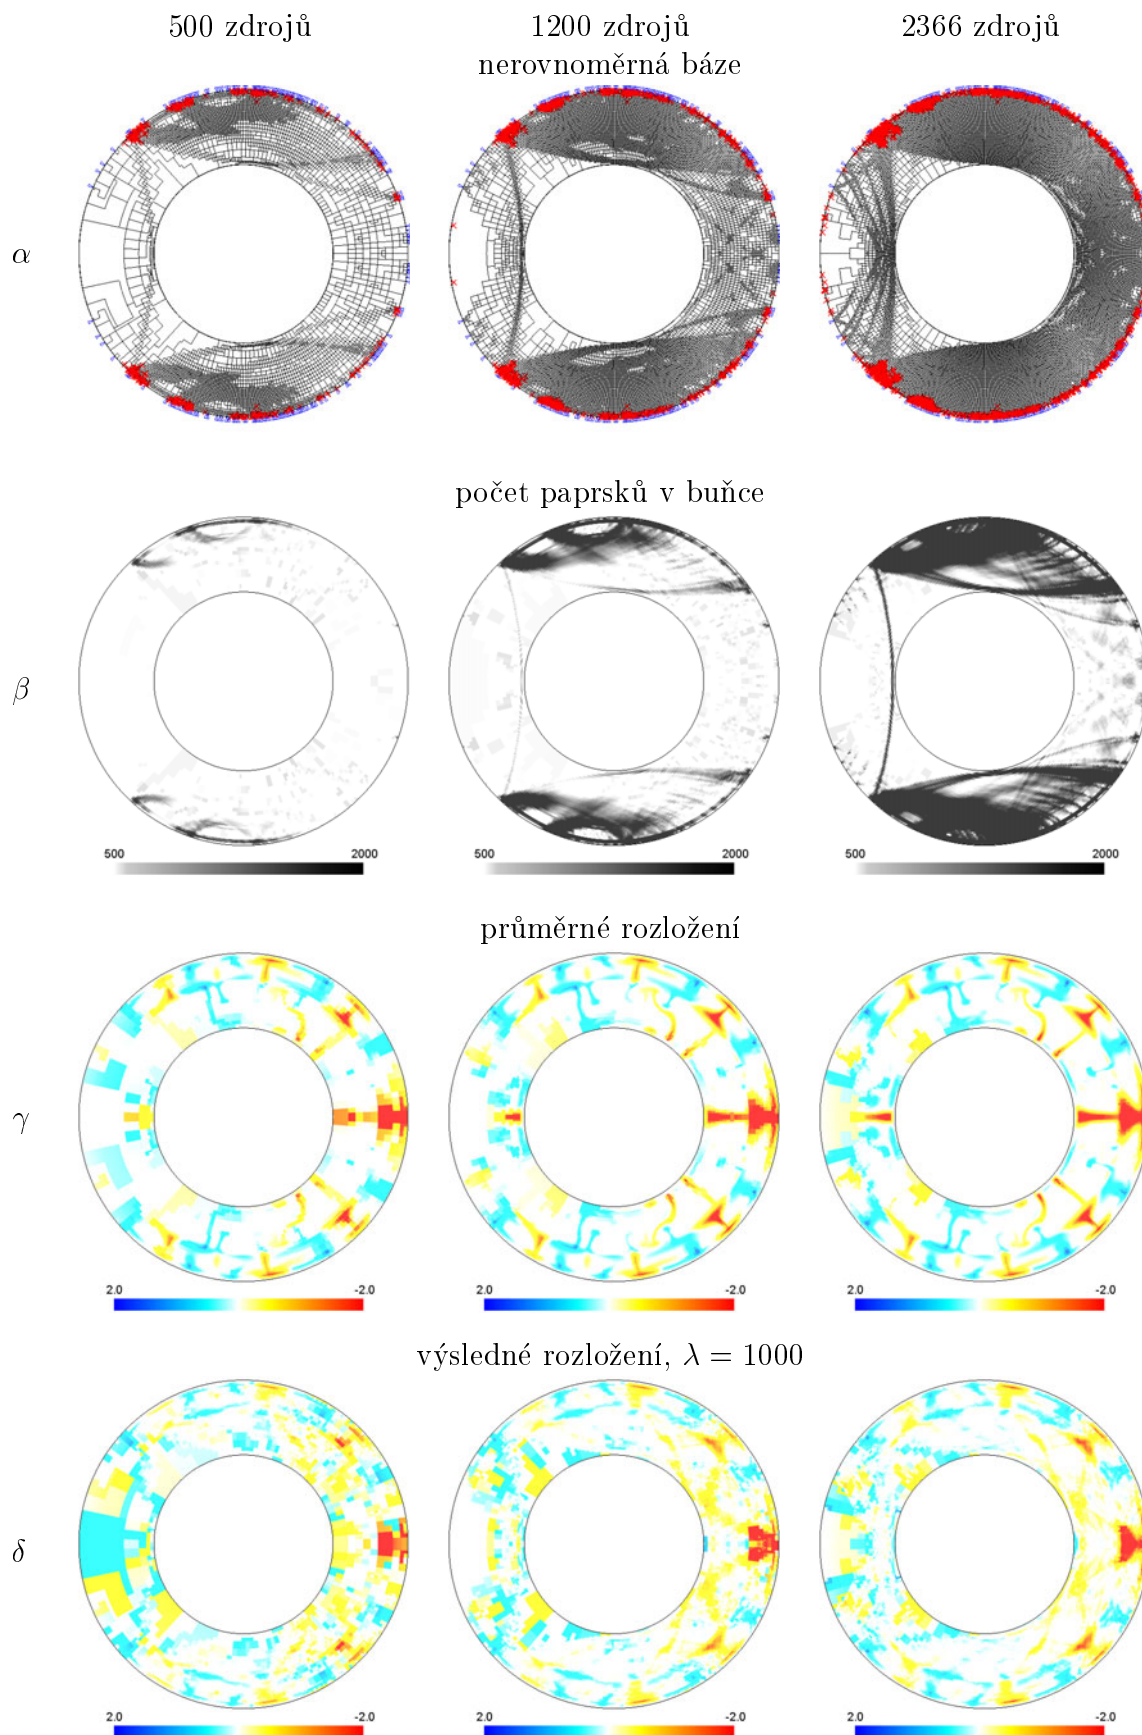 500 zdrojů 1200 zdrojů 2366 zdrojů
nerovnoměrná báze
α
počet paprsků v buňce
β
500 2000 500 2000 500 2000
průměrné rozložení
γ
2.0 -2.0 2.0 -2.0 2.0 -2.0
výsledné rozložení, λ = 1000
δ
2.0 -2.0 2.0 -2.0 2.0 -2.0